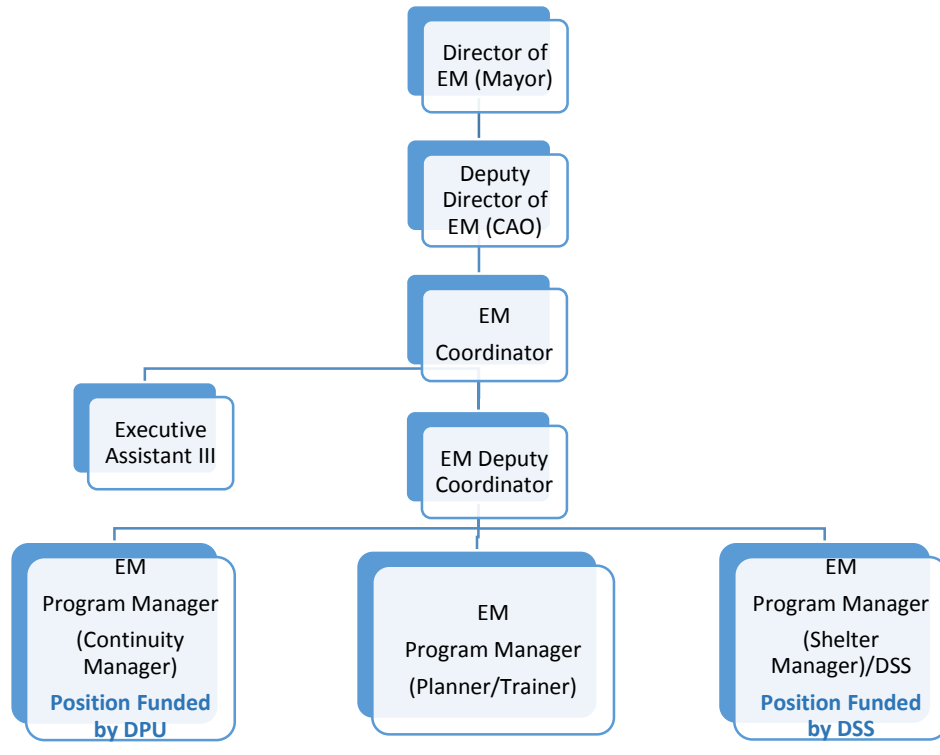 Director of
EM (Mayor)
Deputy
Director of
EM (CAO)
EM
Coordinator
Executive
Assistant III
EM Deputy
Coordinator
EM
Program Manager
(Continuity
Manager)
Position Funded
by DPU
EM
Program Manager
(Planner/Trainer)
EM
Program Manager
(Shelter
Manager)/DSS
Position Funded
by DSS